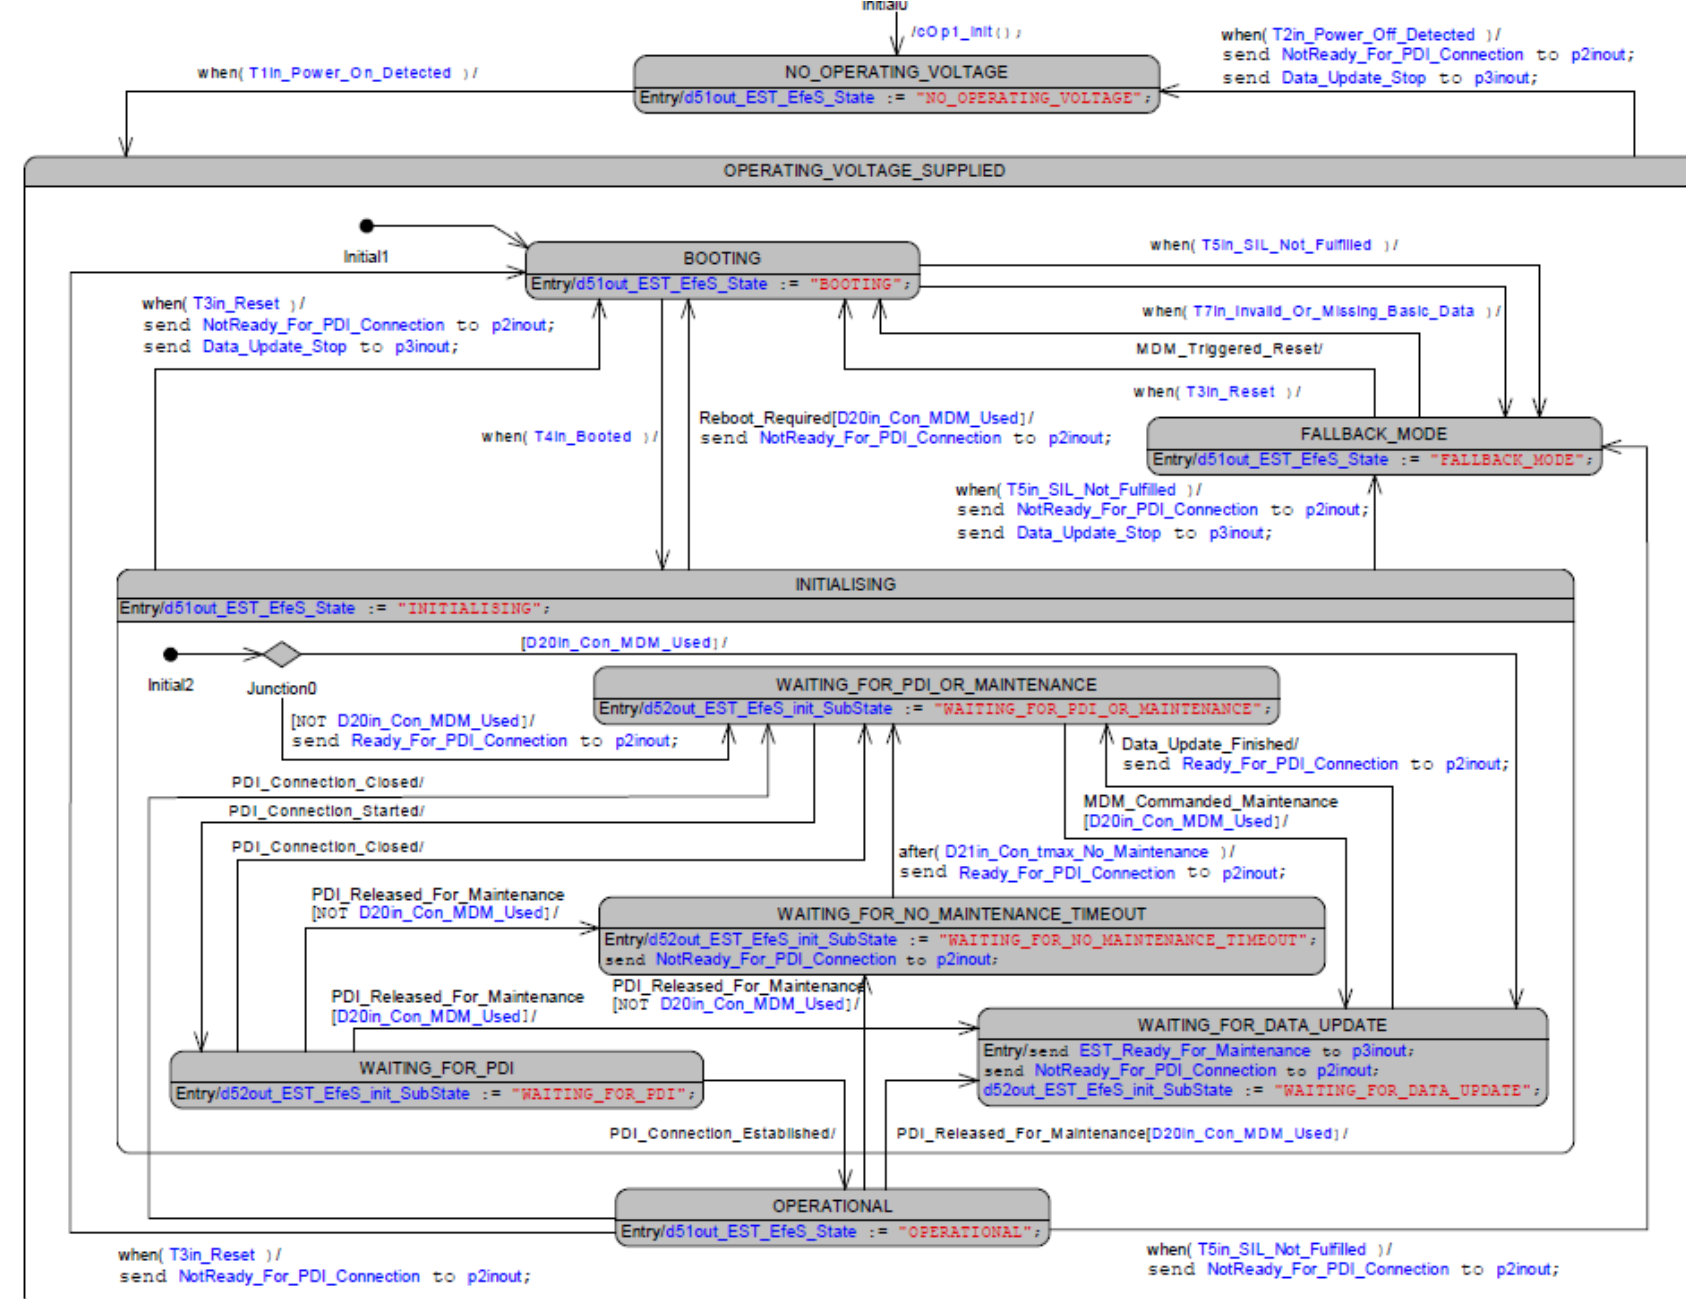 Initial0
/cOp1_Init();
when( T2in_Power_Off_Detected )/
send NotReady_For_PDI_Connection to p2inout;
send Data_Update_Stop to p3inout;
when( T1in_Power_On_Detected )/
NO_OPERATING_VOLTAGE
Entry/d51out_EST_EfeS_State := "NO_OPERATING_VOLTAGE";
OPERATING_VOLTAGE_SUPPLIED
Initial1
BOOTING
Entry/d51out_EST_EfeS_State := "BOOTING";
when( T5in_SIL_Not_Fulfilled )/
when( T3in_Reset )/
send NotReady_For_PDI_Connection to p2inout;
send Data_Update_Stop to p3inout;
when( T7in_Invalid_Or_Missing_Basic_Data )/
MDM_Triggered_Reset/
when( T3in_Reset )/
when( T4in_Booted )/
Reboot_Required[D20in_Con_MDM_Used]/
send NotReady_For_PDI_Connection to p2inout;
FALLBACK_MODE
Entry/d51out_EST_EfeS_State := "FALLBACK_MODE";
when( T5in_SIL_Not_Fulfilled )/
send NotReady_For_PDI_Connection to p2inout;
send Data_Update_Stop to p3inout;
INITIALISING
Entry/d51out_EST_EfeS_State := "INITIALISING";
[D20in_Con_MDM_Used]/
Initial2
Junction0
WAITING_FOR_PDI_OR_MAINTENANCE
Entry/d52out_EST_EfeS_init_SubState := "WAITING_FOR_PDI_OR_MAINTENANCE";
[NOT D20in_Con_MDM_Used]/
send Ready_For_PDI_Connection to p2inout;
Data_Update_Finished/
send Ready_For_PDI_Connection to p2inout;
PDI_Connection_Closed/
PDI_Connection_Started/
MDM_Commanded_Maintenance
[D20in_Con_MDM_Used]/
PDI_Connection_Closed/
after( D21in_Con_tmax_No_Maintenance )/
send Ready_For_PDI_Connection to p2inout;
PDI_Released_For_Maintenance
[NOT D20in_Con_MDM_Used]/
WAITING_FOR_NO_MAINTENANCE_TIMEOUT
Entry/d52out_EST_EfeS_init_SubState := "WAITING_FOR_NO_MAINTENANCE_TIMEOUT";
send NotReady_For_PDI_Connection to p2inout;
PDI_Released_For_Maintenance
[NOT D20in_Con_MDM_Used]/
PDI_Released_For_Maintenance
[D20in_Con_MDM_Used]/
WAITING_FOR_DATA_UPDATE
Entry/send EST_Ready_For_Maintenance to p3inout;
send NotReady_For_PDI_Connection to p2inout;
d52out_EST_EfeS_init_SubState := "WAITING_FOR_DATA_UPDATE";
WAITING_FOR_PDI
Entry/d52out_EST_EfeS_init_SubState := "WAITING_FOR_PDI";
PDI_Connection_Established/
PDI_Released_For_Maintenance[D20in_Con_MDM_Used]/
OPERATIONAL
Entry/d51out_EST_EfeS_State := "OPERATIONAL";
when( T3in_Reset )/
send NotReady_For_PDI_Connection to p2inout;
when( T5in_SIL_Not_Fulfilled )/
send NotReady_For_PDI_Connection to p2inout;